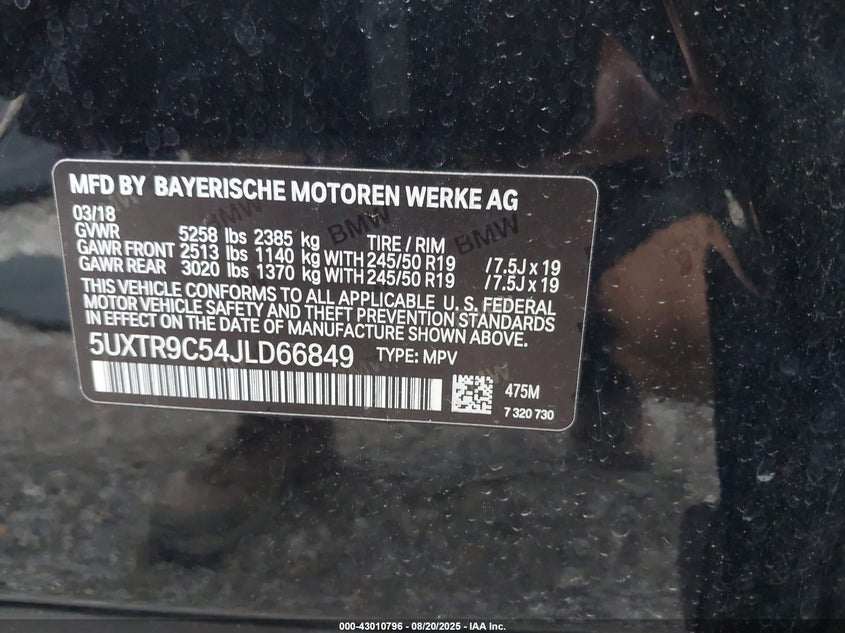 MFD BY BAYERISCHE MOTOREN WERKE AG
03/18
GVWR 5258 lbs 2385 kg TIRE / RIM
GAWR FRONT 2513 lbs 1140 kg WITH 245/50 R19 / 7.5J x 19
GAWR REAR 3020 lbs 1370 kg WITH 245/50 R19 / 7.5J x 19
THIS VEHICLE CONFORMS TO ALL APPLICABLE U. S. FEDERAL
MOTOR VEHICLE SAFETY AND THEFT PREVENTION STANDARDS
IN EFFECT ON THE DATE OF MANUFACTURE SHOWN ABOVE.
5UXTR9C54JLD66849 TYPE: MPV
475M
7 320 730
BMW
BMW
000-43010796 - 08/20/2025 - IAA Inc.